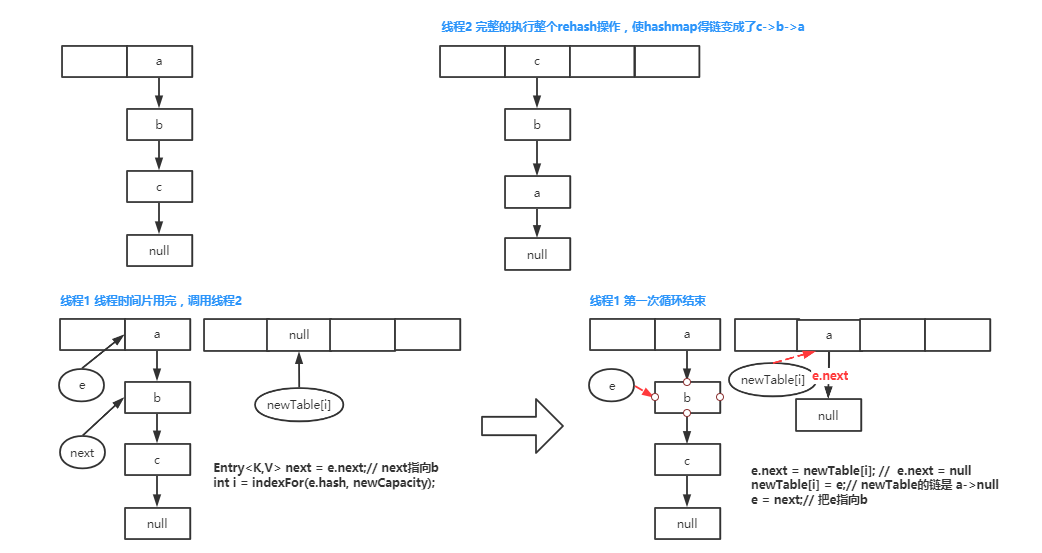 线程2 完整的执行整个rehash操作，使hashmap得链变成了c->b->a
a
b
c
null
c
b
a
null
线程1 线程时间片用完，调用线程2
a
null
e
b
newTable[i]
next
c
null
Entry<K,V> next = e.next;// next指向b
int i = indexFor(e.hash, newCapacity);
线程1 第一次循环结束
a
a
e
newTable[i]
e.next
b
null
c
null
e.next = newTable[i]; // e.next = null
newTable[i] = e;// newTable的链是 a->null
e = next;// 把e指向b